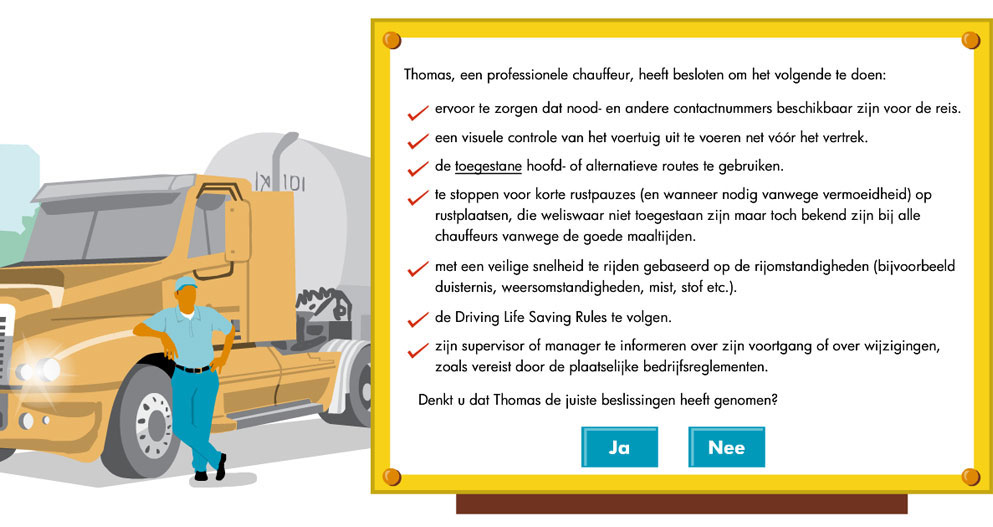 Thomas, een professionele chauffeur, heeft besloten om het volgende te doen:
ervoor te zorgen dat nood- en andere contactnummers beschikbaar zijn voor de reis.
een visuele controle van het voertuig uit te voeren net vóór het vertrek.
de toegestane hoofd- of alternatieve routes te gebruiken.
te stoppen voor korte rustpauzes (en wanneer nodig vanwege vermoeidheid) op
rustplaatsen, die weliswaar niet toegestaan zijn maar toch bekend zijn bij alle
chauffeurs vanwege de goede maaltijden.
met een veilige snelheid te rijden gebaseerd op de rijomstandigheden (bijvoorbeeld
duisternis, weersomstandigheden, mist, stof etc.).
de Driving Life Saving Rules te volgen.
zijn supervisor of manager te informeren over zijn voortgang of over wijzigingen,
zoals vereist door de plaatselijke bedrijfsreglementen.
Denkt u dat Thomas de juiste beslissingen heeft genomen?
Ja Nee